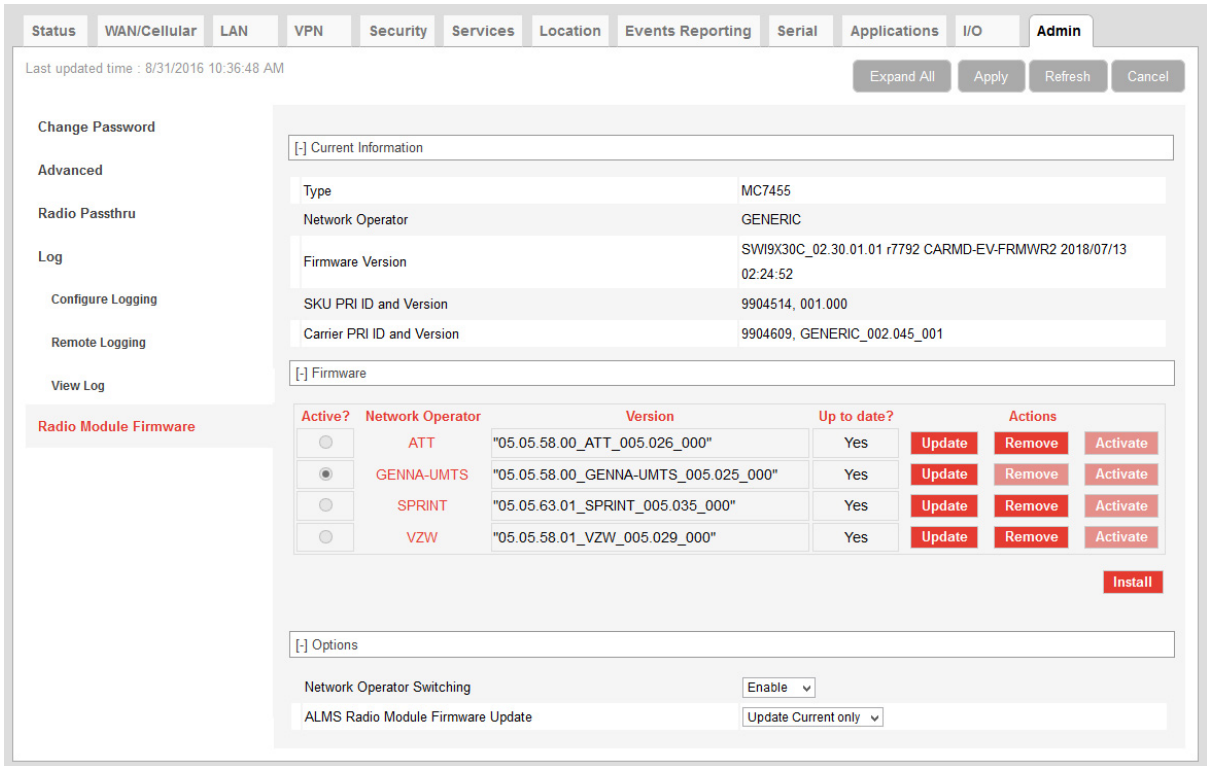 Status WAN/Cellular LAN VPN Security Services Location Events Reporting Serial Applications I/O Admin
Last updated time : 8/31/2016 10:36:48 AM
Expand All Apply Refresh Cancel
Change Password
Advanced
Radio Passthru
Log
Configure Logging
Remote Logging
View Log
Radio Module Firmware
[-] Current Information
Type MC7455
Network Operator GENERIC
Firmware Version SWI9X30C_02.30.01.01 r7792 CARMD-EV-FRMWR2 2018/07/13
02:24:52
SKU PRI ID and Version 9904514, 001.000
Carrier PRI ID and Version 9904609, GENERIC_002.045_001
[-] Firmware
Active? Network Operator Version Up to date? Actions
ATT "05.05.58.00_ATT_005.026_000" Yes Update Remove Activate
GENNA-UMTS "05.05.58.00_GENNA-UMTS_005.025_000" Yes Update Remove Activate
SPRINT "05.05.63.01_SPRINT_005.035_000" Yes Update Remove Activate
VZW "05.05.58.01_VZW_005.029_000" Yes Update Remove Activate
Install
[-] Options
Network Operator Switching Enable
ALMS Radio Module Firmware Update Update Current only